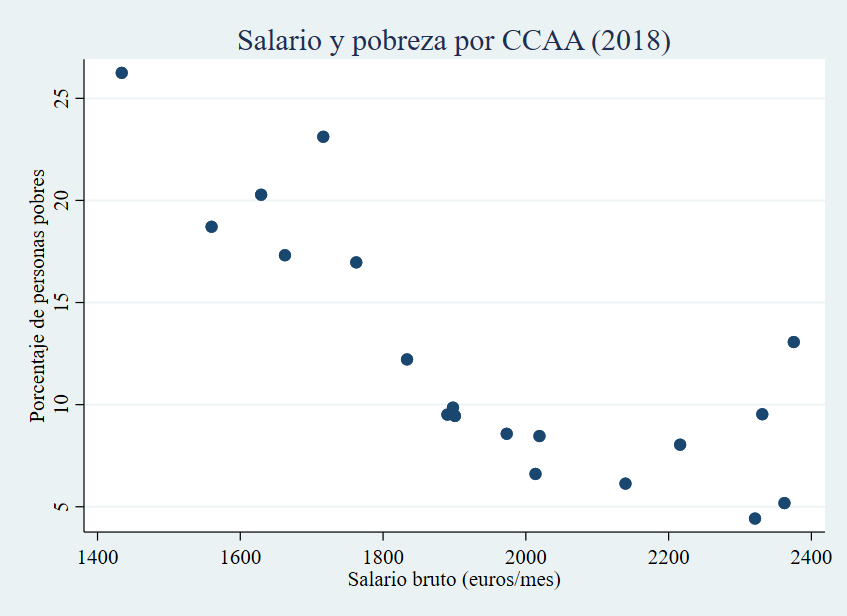 Salario y pobreza por CCAA (2018)
Porcentaje de personas pobres
25
20
15
10
5
1400 1600 1800 2000 2200 2400
Salario bruto (euros/mes)